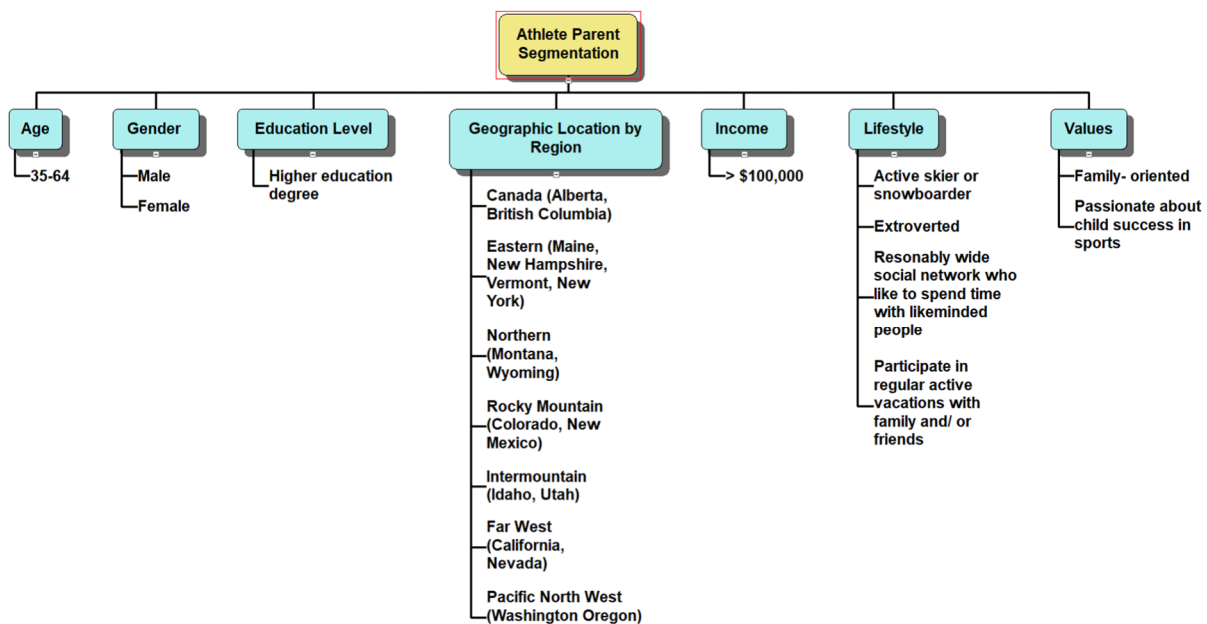 Athlete Parent
Segmentation
Age
Gender
Education Level
Geographic Location by
Region
Income
Lifestyle
Values
35-64
Male
Female
Higher education
degree
Canada (Alberta,
British Columbia)
Eastern (Maine,
New Hampshire,
Vermont, New
York)
Northern
(Montana,
Wyoming)
Rocky Mountain
(Colorado, New
Mexico)
Intermountain
(Idaho, Utah)
Far West
(California,
Nevada)
Pacific North West
(Washington Oregon)
> $100,000
Active skier or
snowboarder
Extroverted
Resonably wide
social network who
like to spend time
with likeminded
people
Participate in
regular active
vacations with
family and/ or
friends
Family- oriented
Passionate about
child success in
sports